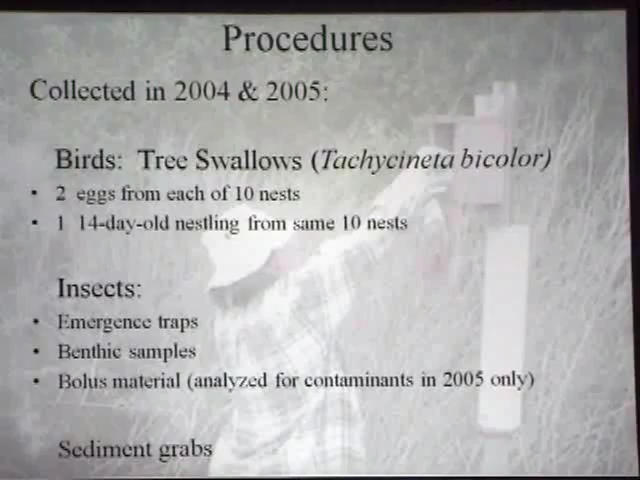 Procedures
Collected in 2004 & 2005:
Birds: Tree Swallows (Tachycineta bicolor)
• 2 eggs from each of 10 nests
• 1 14-day-old nestling from same 10 nests
Insects:
• Emergence traps
• Benthic samples
• Bolus material (analyzed for contaminants in 2005 only)
Sediment grabs